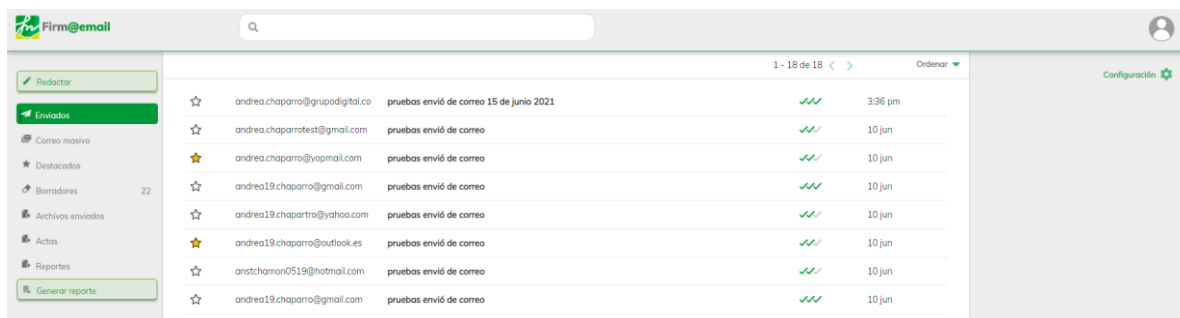 Firm@email
1 - 18 de 18
Ordenar
Configuración
Redactar
Enviados
Correo masivo
Destacados
Borradores 22
Archivos enviados
Actas
Reportes
Generar reporte
andrea.chaparro@grupodigital.co pruebas envió de correo 15 de junio 2021 3:36 pm
andrea.chaparrotest@gmail.com pruebas envió de correo 10 jun
andrea.chaparro@yopmail.com pruebas envió de correo 10 jun
andrea19.chaparro@gmail.com pruebas envió de correo 10 jun
andrea19.chapartro@yahoo.com pruebas envió de correo 10 jun
andrea19.chaparro@outlook.es pruebas envió de correo 10 jun
anstchamon0519@hotmail.com pruebas envió de correo 10 jun
andrea19.chaparro@gmail.com pruebas envió de correo 10 jun